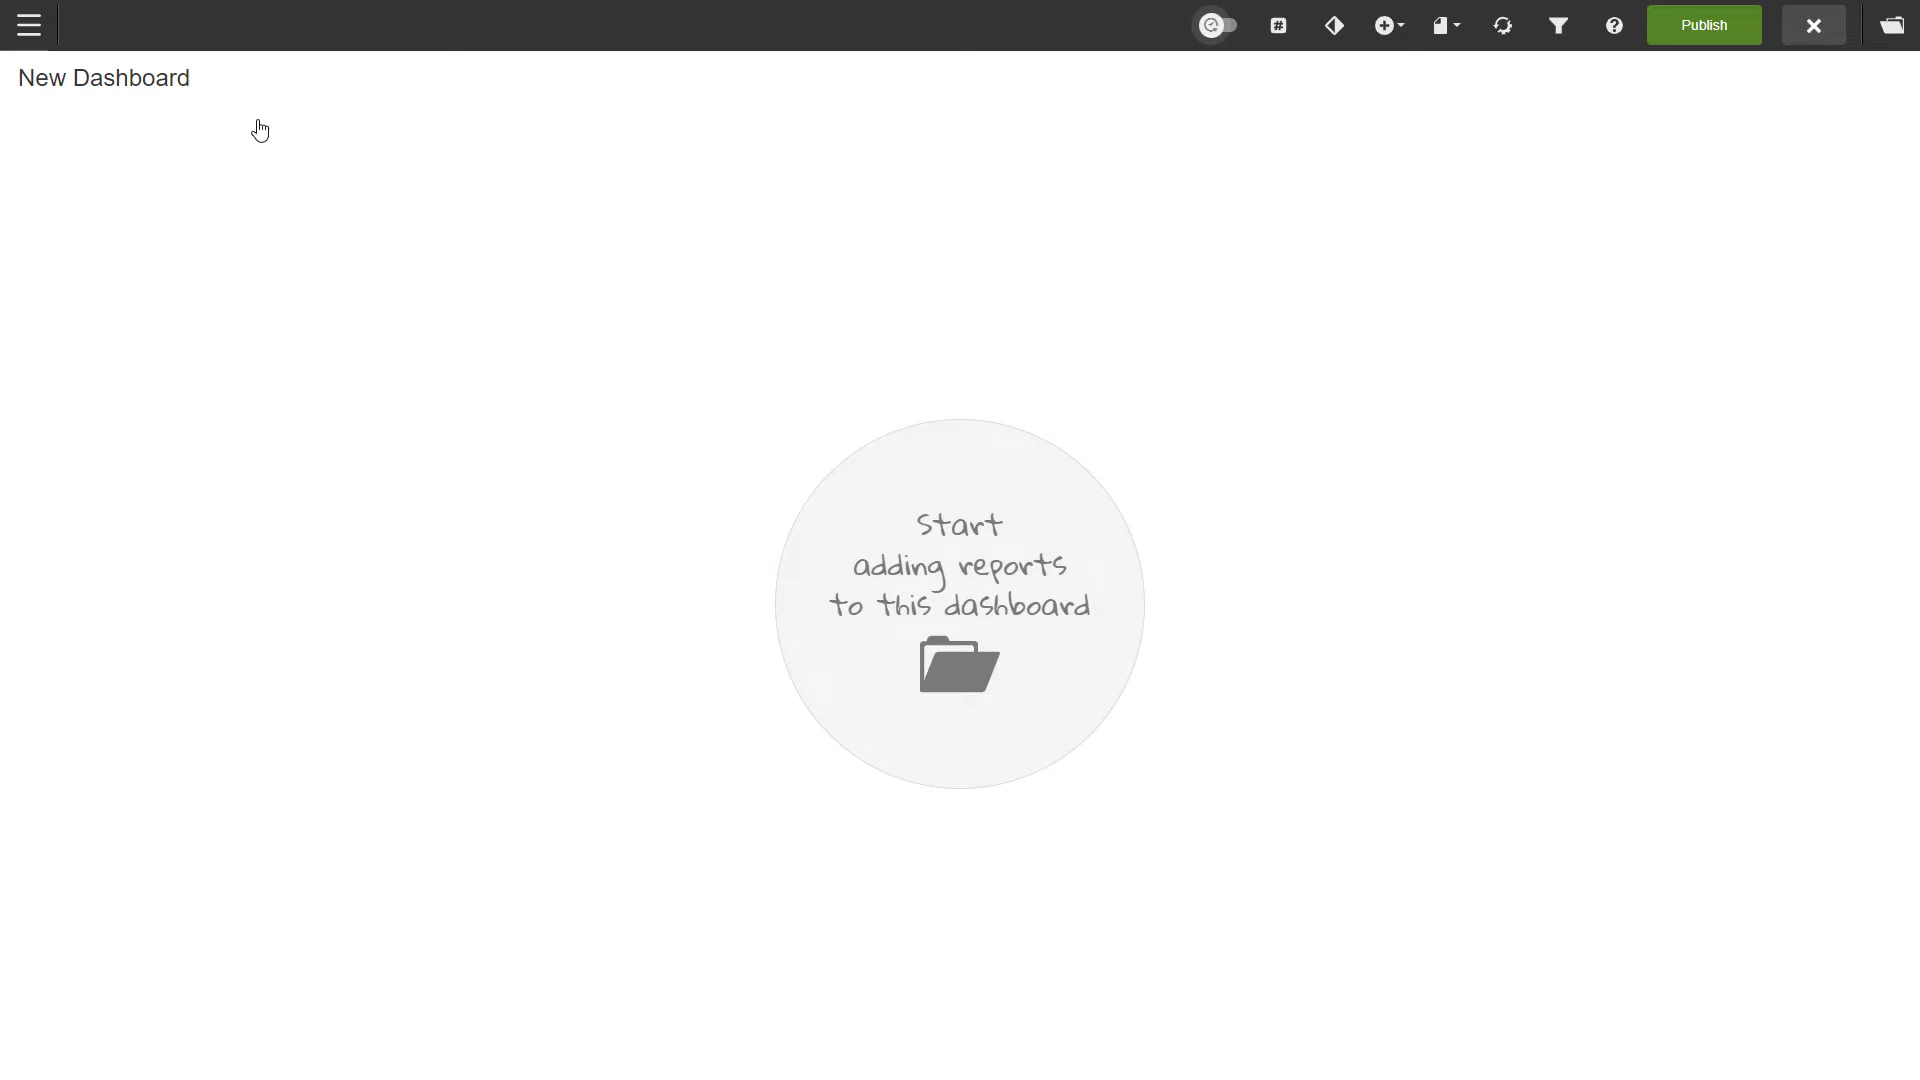 Publish
New Dashboard
Start
adding reports
to this dashboard